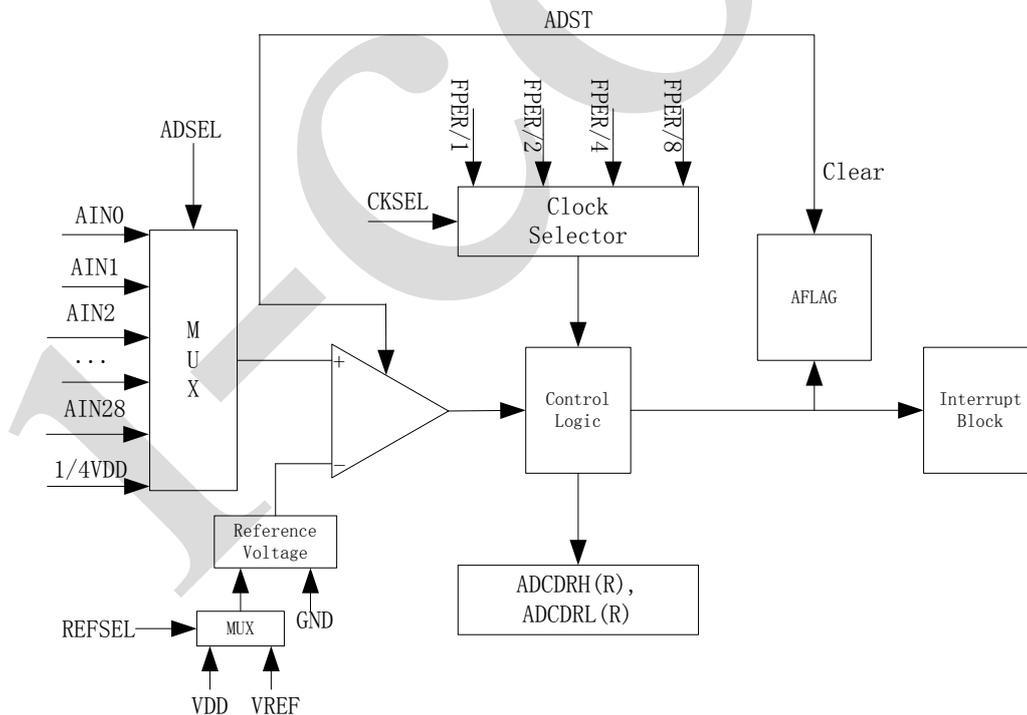 ADST
FPER/1
FPER/2
FPER/4
FPER/8
ADSEL
Clear
CKSEL
Clock
Selector
AIN0
AIN1
AIN2
...
AIN28
1/4VDD
M
U
X
+
−
AFLAG
Control
Logic
Interrupt
Block
Reference
Voltage
ADCDRH(R),
ADCDRL(R)
GND
REFSEL
MUX
VDD
VREF